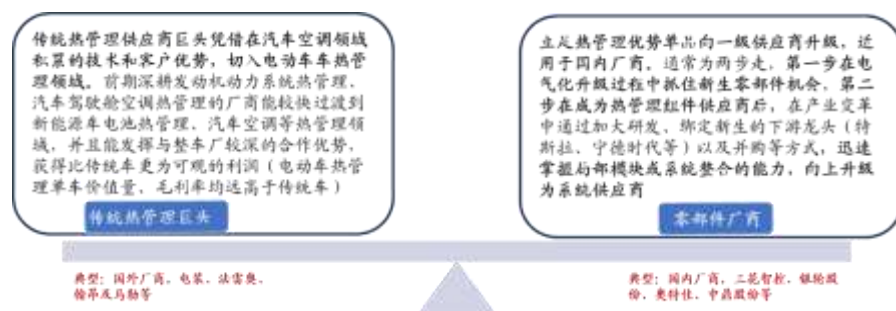 传统热管理供应商巨头凭借在汽车空调领域
积累的技术和客户优势，切入电动车车热管
理领域。前期深耕发动机动力系统热管理、
汽车驾驶舱空调热管理的厂商能较快过渡到
新能源车电池热管理、汽车空调等热管理领
域，并且能发挥与整车厂较深的合作优势，
获得比传统车更为可观的利润（电动车热管
理单车价值量、毛利率均远高于传统车）
传统热管理巨头
典型：国外厂商，电装、法雷奥、
翰昂及马勒等
立足热管理优势单品向一级供应商升级，适
用于国内厂商。通常为两步走，第一步在电
气化升级过程中抓住新生零部件机会，第二
步在成为热管理组件供应商后，在产业变革
中通过加大研发、绑定新生的下游龙头（特
斯拉、宁德时代等）以及并购等方式，迅速
掌握局部模块或系统整合的能力，向上升级
为系统供应商
零部件厂商
典型：国内厂商，三花智控、银轮股
份、奥特佳、中鼎股份等